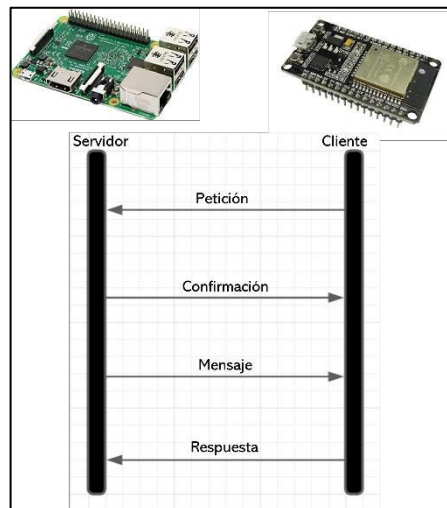 Servidor
Cliente
Petición
Confirmación
Mensaje
Respuesta